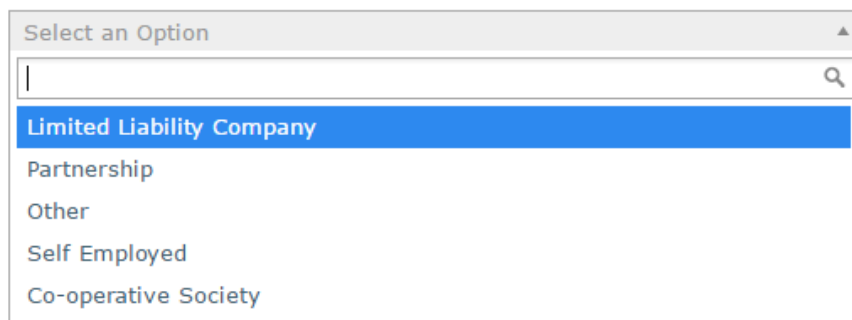 Select an Option
Limited Liability Company
Partnership
Other
Self Employed
Co-operative Society